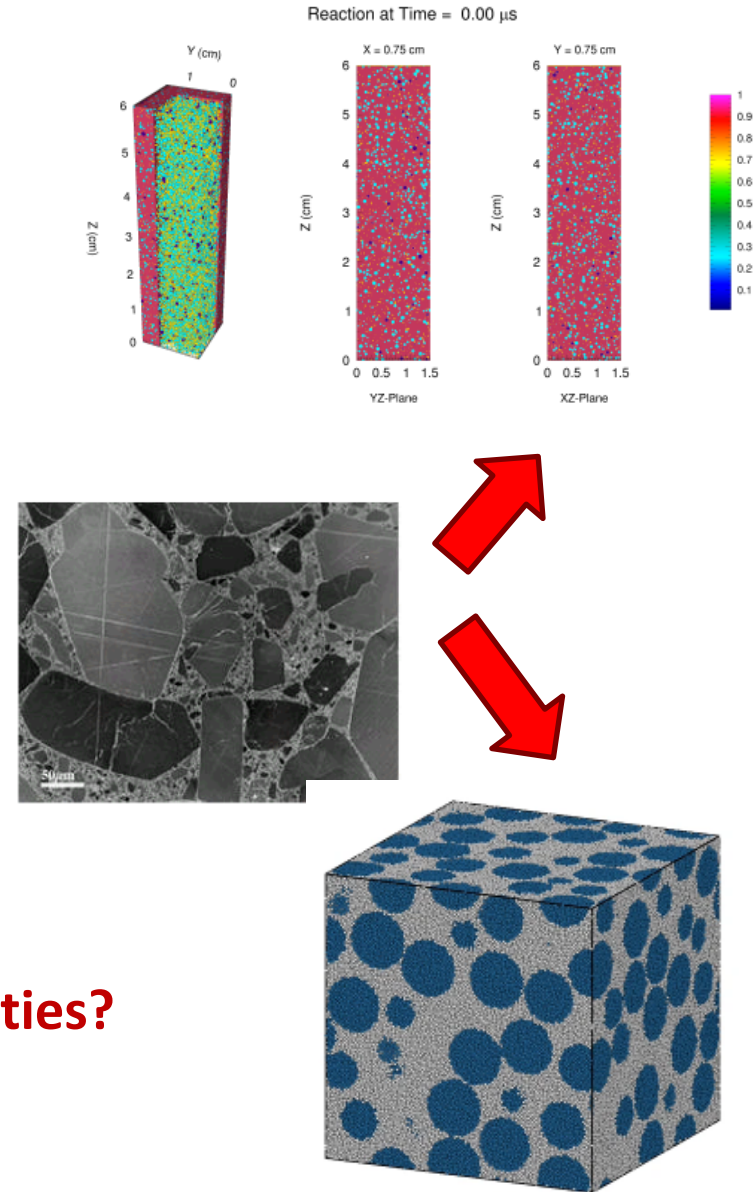 Reaction at Time = 0.00 μs
Y (cm)
1 0
X = 0.75 cm
Y = 0.75 cm
6
5
4
3
2
1
0
Z (cm)
6
5
4
3
2
1
0
Z (cm)
0 0.5 1 1.5
YZ-Plane
6
5
4
3
2
1
0
Z (cm)
0 0.5 1 1.5
XZ-Plane
1
0.9
0.8
0.7
0.6
0.5
0.4
0.3
0.2
0.1
50μm
ties?